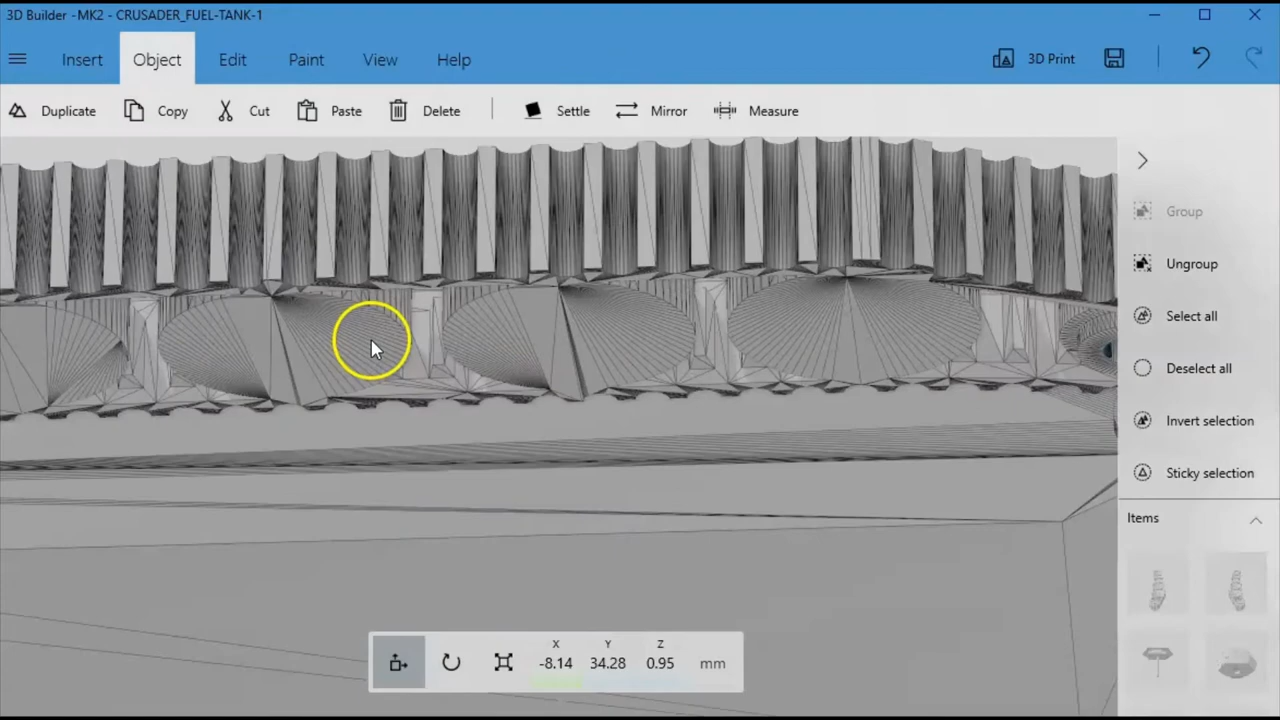 3D Builder - MK2 - CRUSADER_FUEL-TANK-1
Insert Object Edit Paint View Help 3D Print
Duplicate Copy Cut Paste Delete Settle Mirror Measure
Group
Ungroup
Select all
Deselect all
Invert selection
Sticky selection
Items
X Y Z
-8.14 34.28 0.95 mm